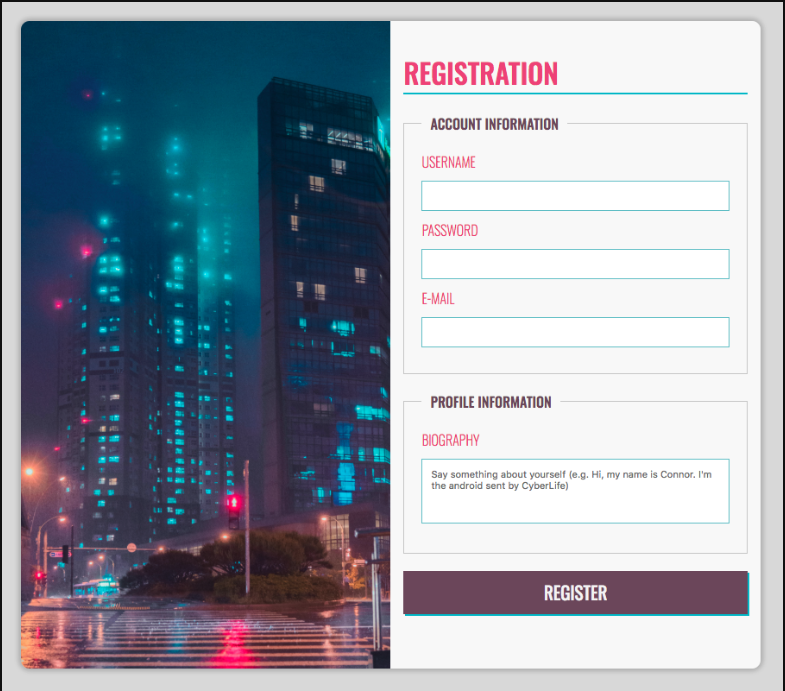 REGISTRATION
ACCOUNT INFORMATION
USERNAME
PASSWORD
E-MAIL
PROFILE INFORMATION
BIOGRAPHY
Say something about yourself (e.g. Hi, my name is Connor. I'm
the android sent by CyberLife)
REGISTER